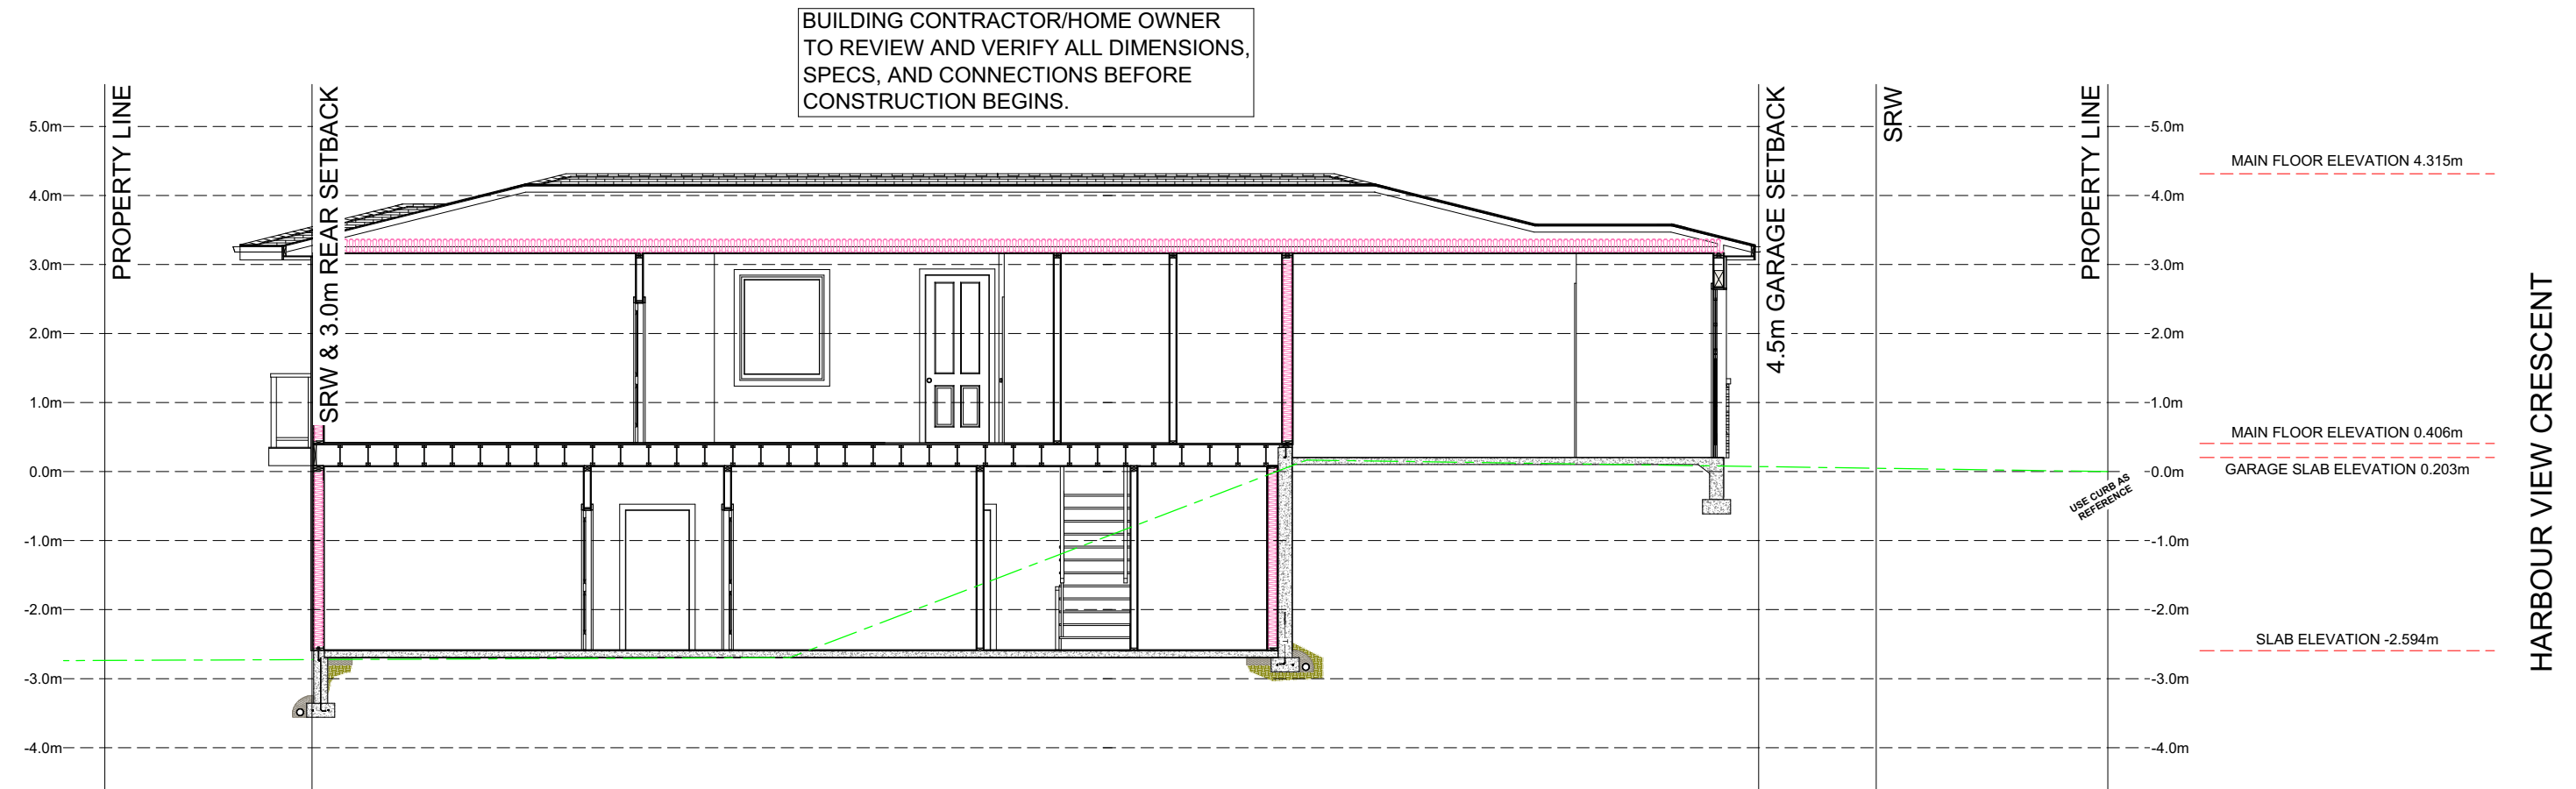 BUILDING CONTRACTOR/HOME OWNER
TO REVIEW AND VERIFY ALL DIMENSIONS,
SPECS, AND CONNECTIONS BEFORE
CONSTRUCTION BEGINS.
PROPERTY LINE
SRW & 3.0m REAR SETBACK
4.5m GARAGE SETBACK
SRW
PROPERTY LINE
HARBOUR VIEW CRESCENT
5.0m
4.0m
3.0m
2.0m
1.0m
0.0m
-1.0m
-2.0m
-3.0m
-4.0m
5.0m
4.0m
3.0m
2.0m
1.0m
0.0m
-1.0m
-2.0m
-3.0m
-4.0m
USE CURB AS
REFERENCE
MAIN FLOOR ELEVATION 4.315m
MAIN FLOOR ELEVATION 0.406m
GARAGE SLAB ELEVATION 0.203m
SLAB ELEVATION -2.594m